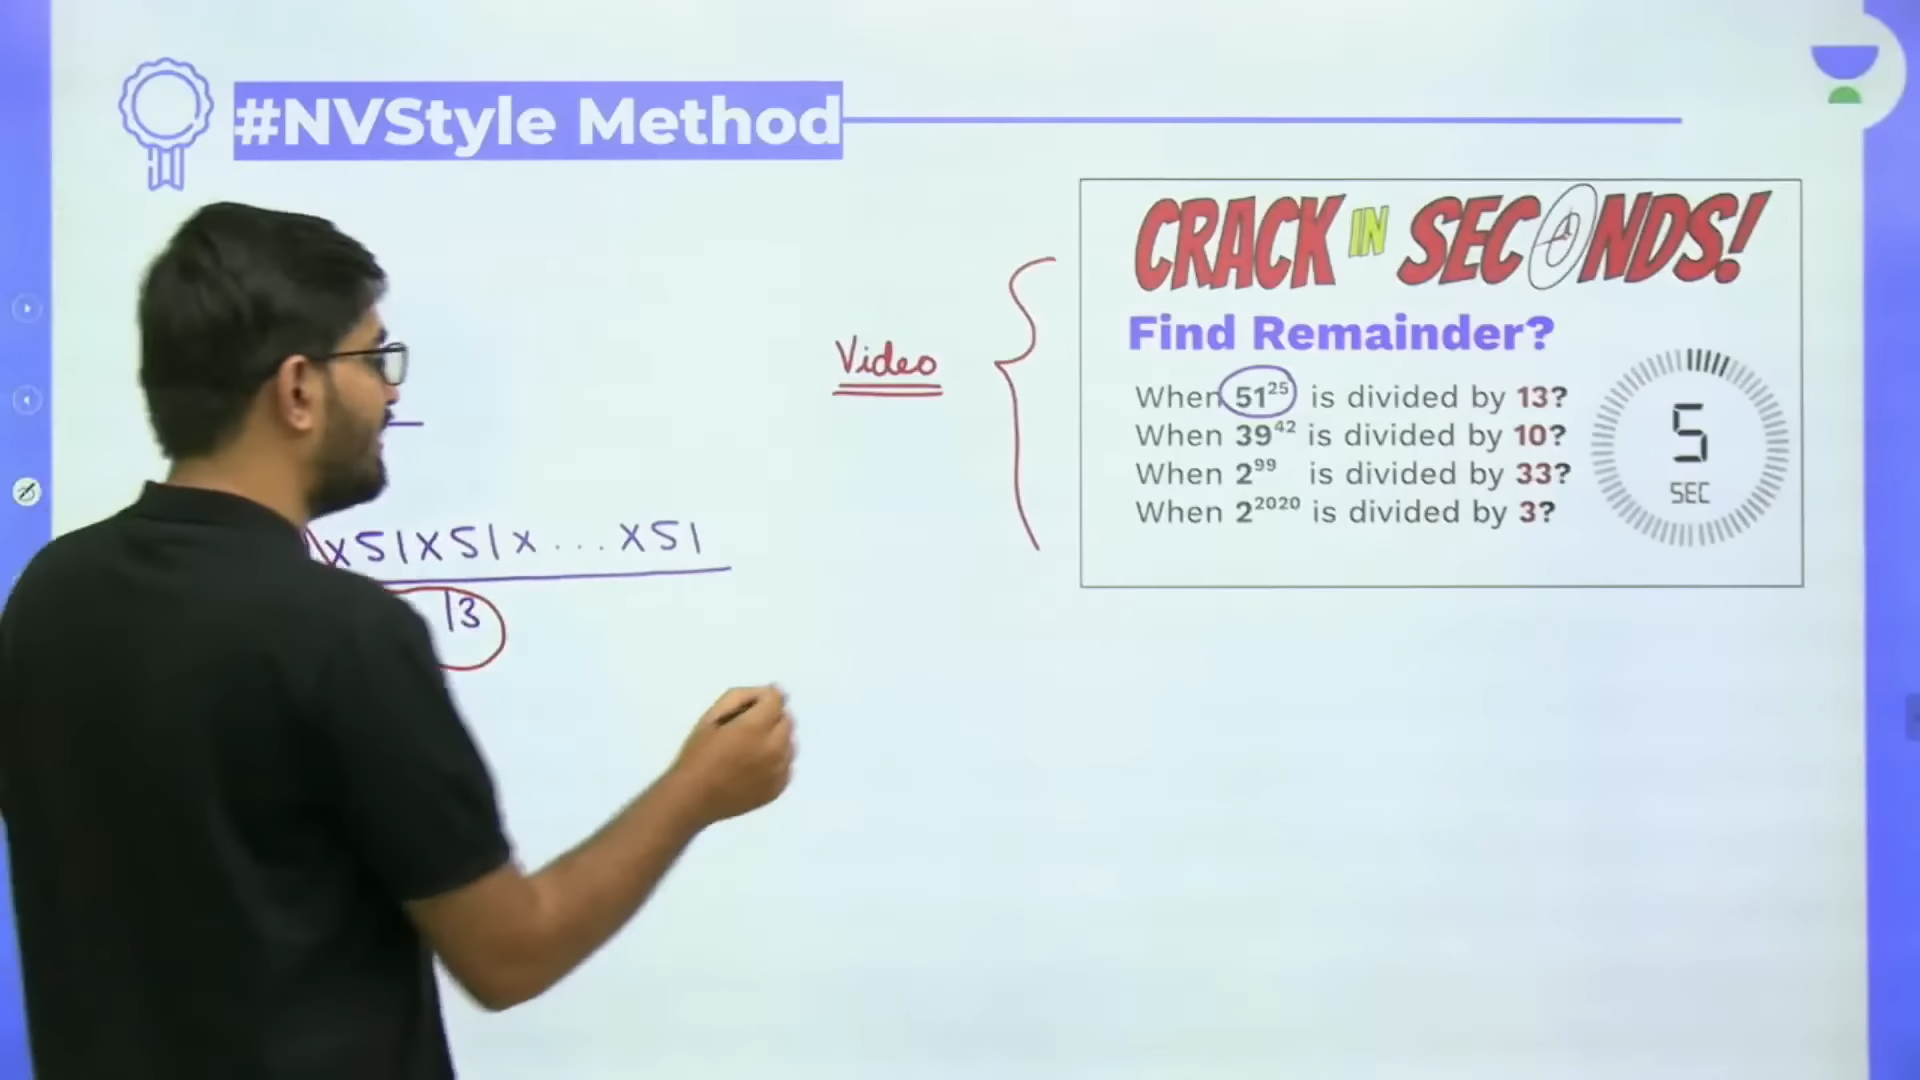 #NVStyle Method
CRACK IN SECONDS!
Find Remainder?
Video
When 51²⁵ is divided by 13?
When 39⁴² is divided by 10?
When 2⁹⁹ is divided by 33?
When 2²⁰²⁰ is divided by 3?
5
SEC
x51x51x...x51
13